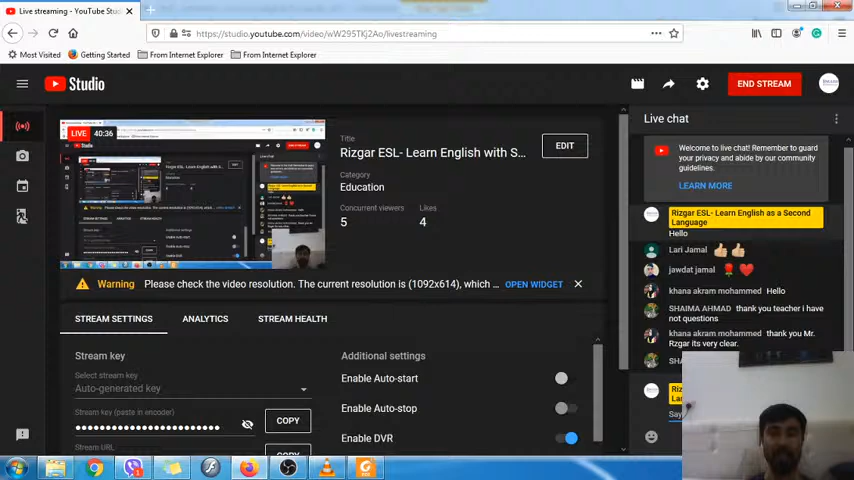 Live streaming - YouTube Stu
https://studio.youtube.com/video/wW295TKj2Ao/livestreaming
Most Visited
Getting Started
From Internet Explorer
From Internet Explorer
Studio
END STREAM
LIVE 40:36
Title
Rizgar ESL- Learn English with S...
EDIT
Category
Education
Concurrent viewers
Likes
5
4
Warning Please check the video resolution. The current resolution is (1092x614), which ... OPEN WIDGET
STREAM SETTINGS
ANALYTICS
STREAM HEALTH
Stream key
Select stream key
Auto-generated key
Stream key (paste in encoder)
COPY
Stream URL
COPY
Additional settings
Enable Auto-start
Enable Auto-stop
Enable DVR
Live chat
Welcome to live chat! Remember to guard
your privacy and abide by our community
guidelines.
LEARN MORE
Rizgar ESL- Learn English as a Second
Language
Hello
Lari Jamal
jawdat jamal
khana akram mohammed Hello
SHAIMA AHMAD thank you teacher i have
not questions
khana akram mohammed thank you Mr.
Rzgar its very clear.
SHA
Say